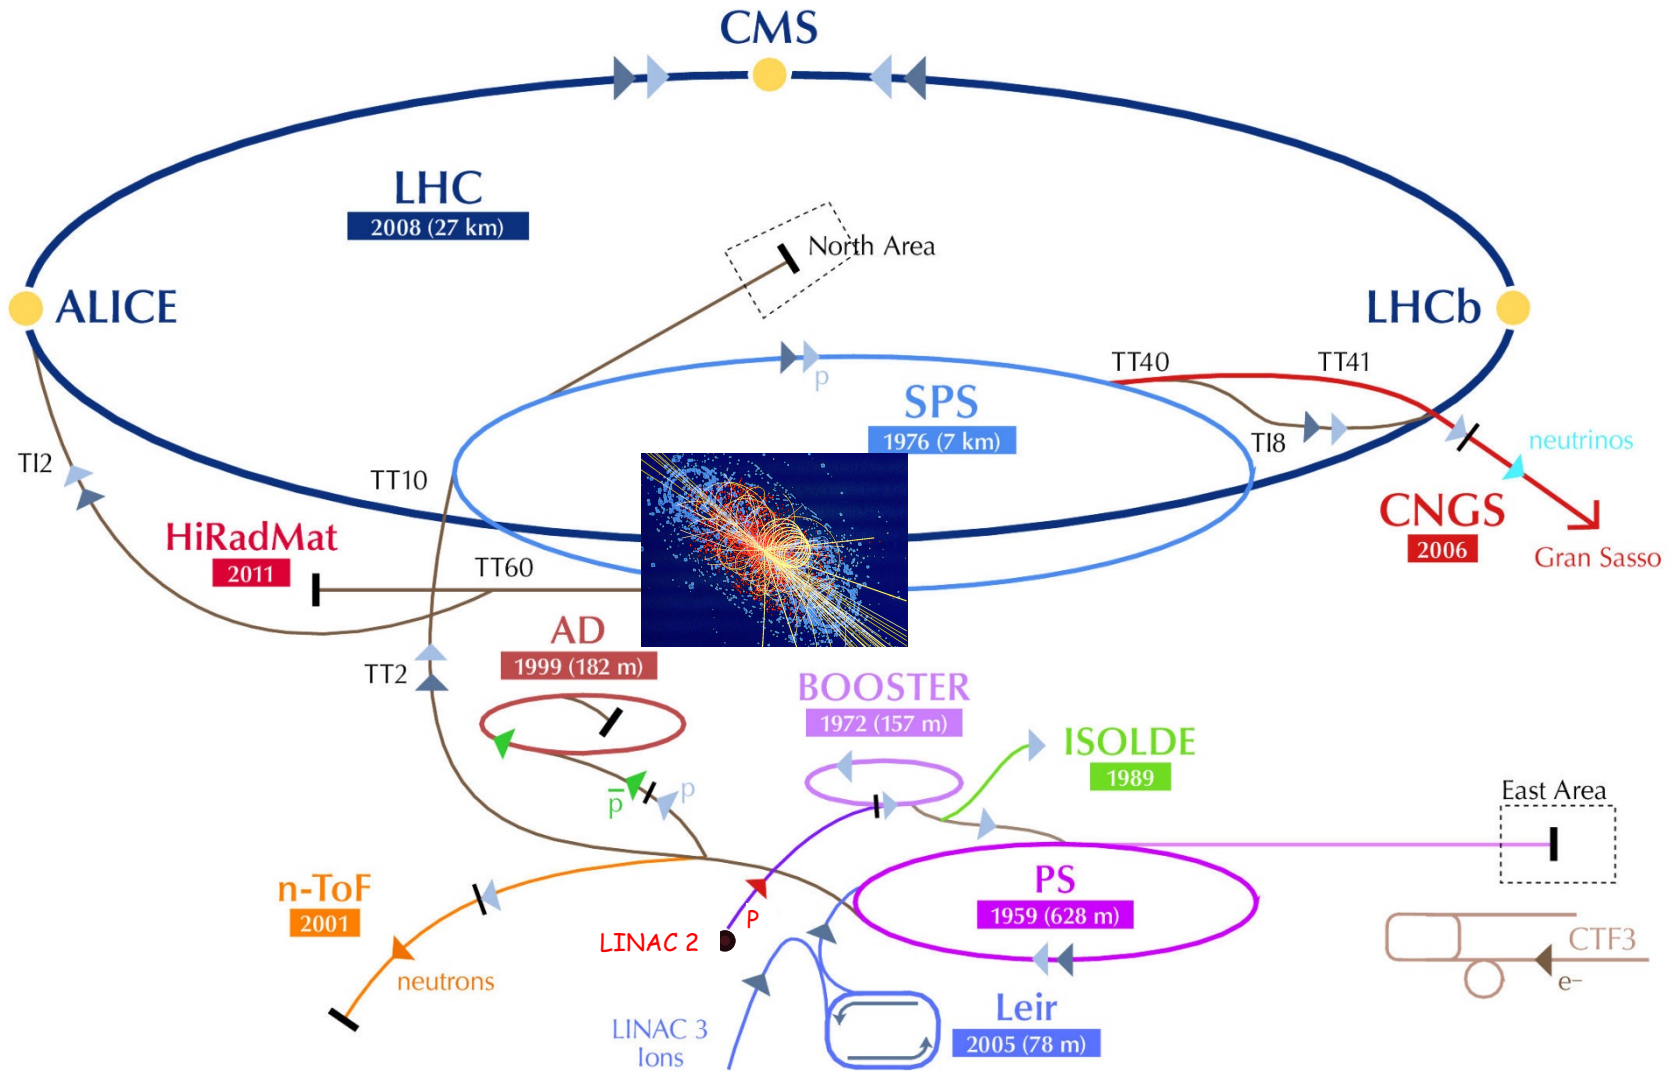 CMS
LHC
2008 (27 km)
North Area
ALICE
LHCb
TT40
TT41
p
SPS
1976 (7 km)
TI8
neutrinos
TI2
TT10
CNGS
2006
Gran Sasso
HiRadMat
2011
TT60
AD
1999 (182 m)
TT2
BOOSTER
1972 (157 m)
ISOLDE
1989
p̅
p
East Area
n-ToF
2001
PS
1959 (628 m)
P
LINAC 2
CTF3
neutrons
e–
Leir
2005 (78 m)
LINAC 3
Ions